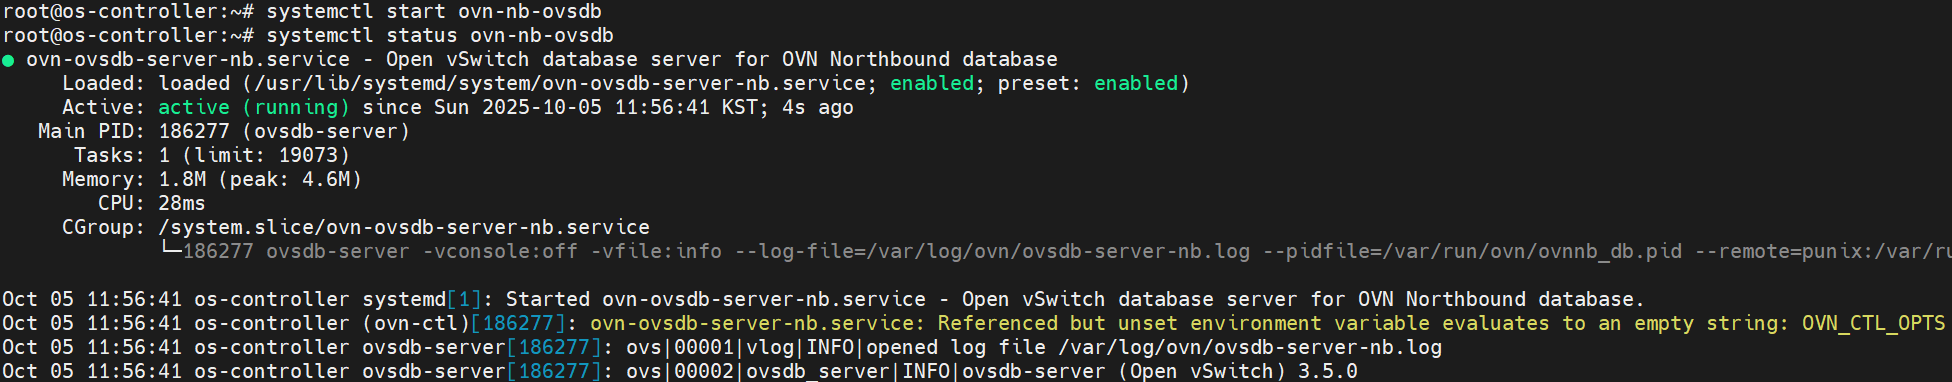 root@os-controller:~# systemctl start ovn-nb-ovsdb
root@os-controller:~# systemctl status ovn-nb-ovsdb
● ovn-ovsdb-server-nb.service - Open vSwitch database server for OVN Northbound database
     Loaded: loaded (/usr/lib/systemd/system/ovn-ovsdb-server-nb.service; enabled; preset: enabled)
     Active: active (running) since Sun 2025-10-05 11:56:41 KST; 4s ago
   Main PID: 186277 (ovsdb-server)
      Tasks: 1 (limit: 19073)
     Memory: 1.8M (peak: 4.6M)
        CPU: 28ms
     CGroup: /system.slice/ovn-ovsdb-server-nb.service
             └─186277 ovsdb-server -vconsole:off -vfile:info --log-file=/var/log/ovn/ovsdb-server-nb.log --pidfile=/var/run/ovn/ovnnb_db.pid --remote=punix:/var/ru
Oct 05 11:56:41 os-controller systemd[1]: Started ovn-ovsdb-server-nb.service - Open vSwitch database server for OVN Northbound database.
Oct 05 11:56:41 os-controller (ovn-ctl)[186277]: ovn-ovsdb-server-nb.service: Referenced but unset environment variable evaluates to an empty string: OVN_CTL_OPTS
Oct 05 11:56:41 os-controller ovsdb-server[186277]: ovs|00001|vlog|INFO|opened log file /var/log/ovn/ovsdb-server-nb.log
Oct 05 11:56:41 os-controller ovsdb-server[186277]: ovs|00002|ovsdb_server|INFO|ovsdb-server (Open vSwitch) 3.5.0